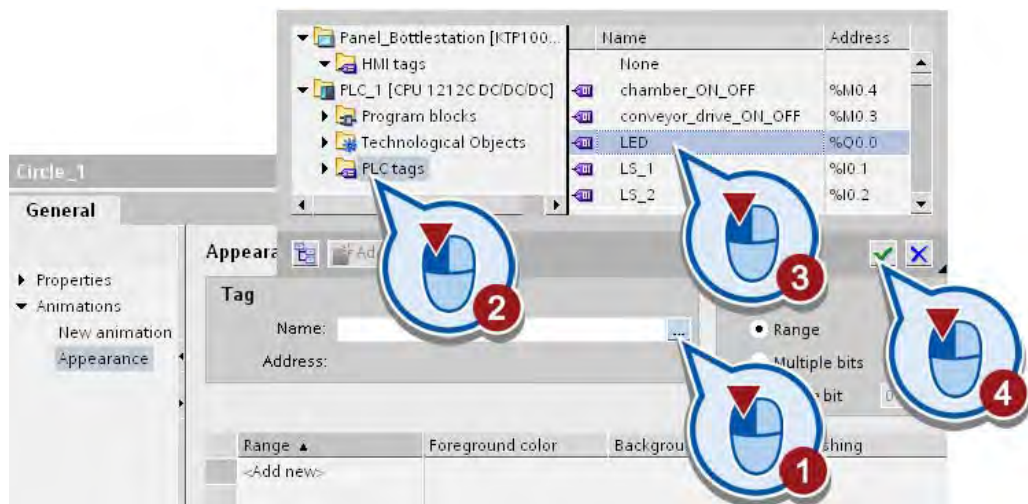 Panel_Bottlestation [KTP100...
HMI tags
PLC_1 [CPU 1212C DC/DC/DC]
Program blocks
Technological Objects
PLC tags
Name Address
None
chamber_ON_OFF %M0.4
conveyor_drive_ON_OFF %M0.3
LED %Q0.0
LS_1 %I0.1
LS_2 %I0.2
Circle_1
General
Properties
Animations
New animation
Appearance
Appeara
Ad
Tag
Name:
...
Address:
Range
Multiple bits
bit 0
Range Foreground color Backgrou shing
<Add new>
2
3
1
4